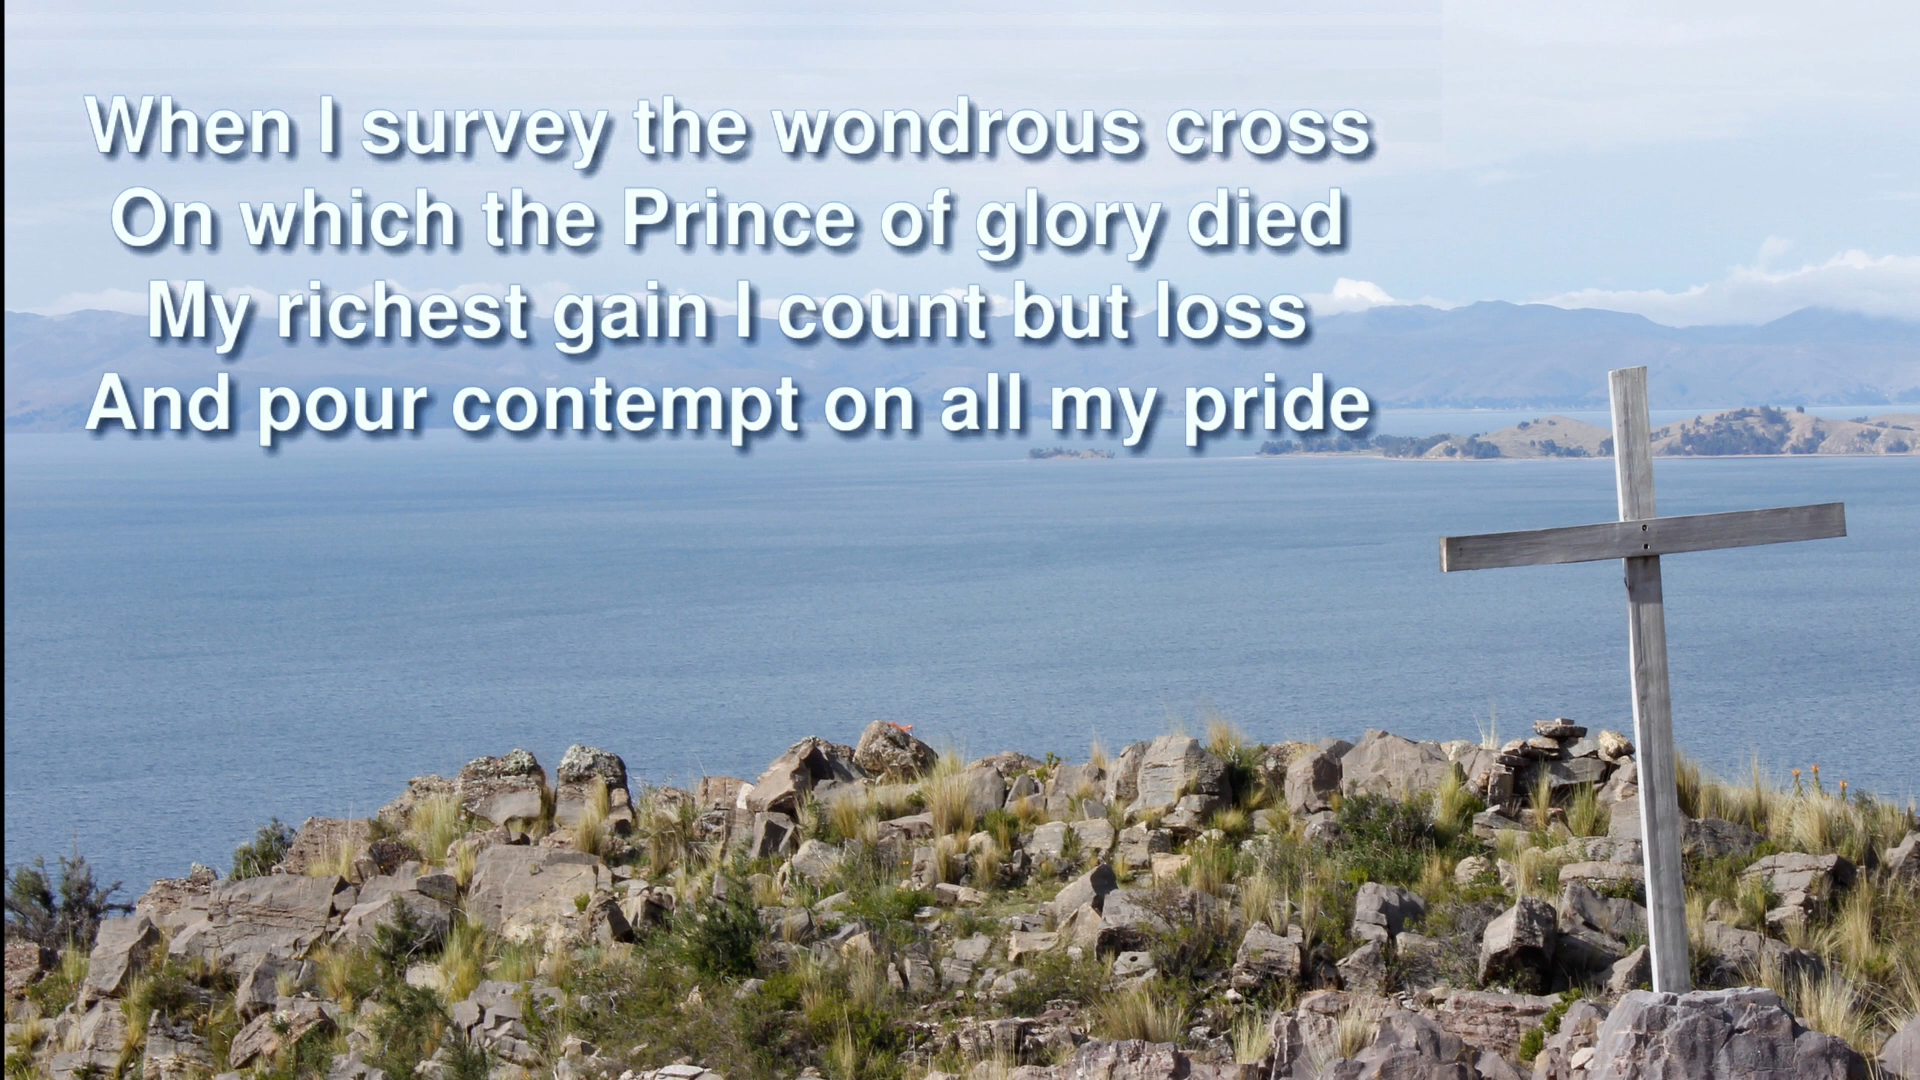 When I survey the wondrous cross
On which the Prince of glory died
My richest gain I count but loss
And pour contempt on all my pride